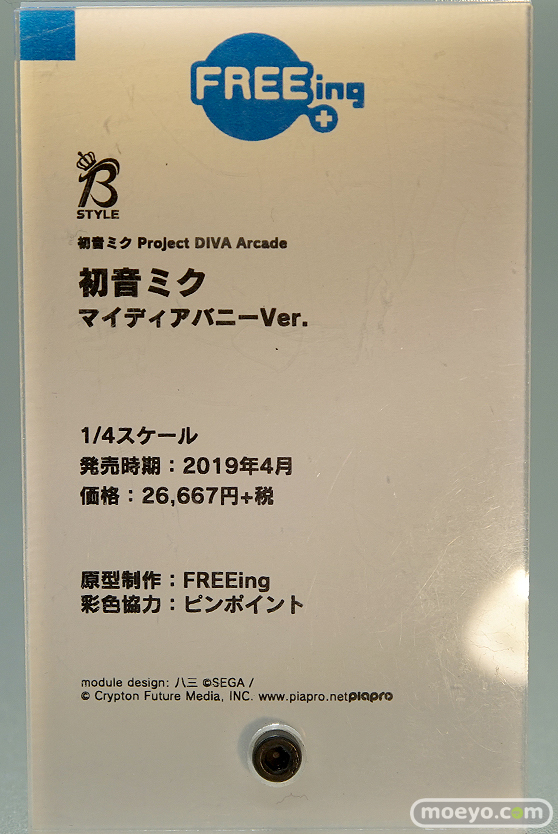 FREEing
B
STYLE
初音ミク Project DIVA Arcade
初音ミク
マイディアバニーVer.
1/4スケール
発売時期：2019年4月
価格：26,667円+税
原型制作：FREEing
彩色協力：ピンポイント
module design: 八三 ©SEGA /
© Crypton Future Media, INC. www.piapro.net piapro
moeyo.com